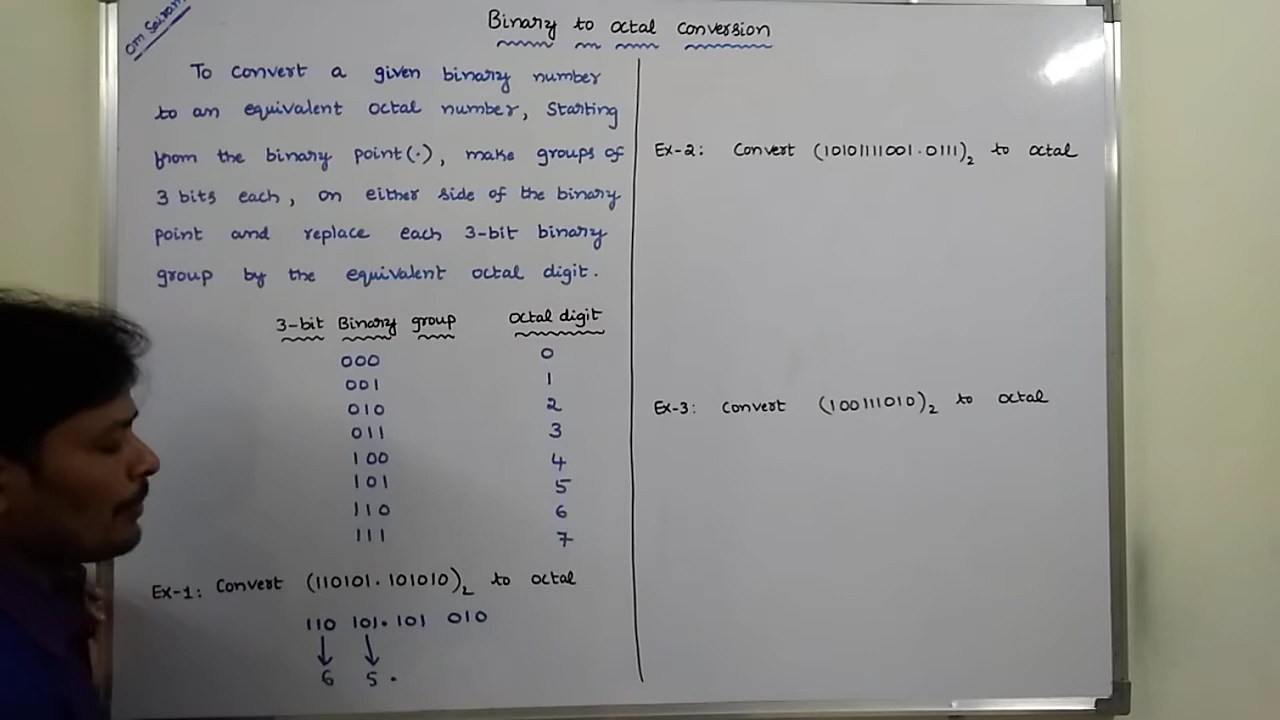 Om Sairam
Binary to octal conversion
To convert a given binary number
to an equivalent octal number, Starting
from the binary point(.), make groups of
3 bits each, on either side of the binary
point and replace each 3-bit binary
group by the equivalent octal digit.
3-bit Binary group octal digit
000 0
001 1
010 2
011 3
100 4
101 5
110 6
111 7
Ex-1: Convert (110101.101010)₂ to octal
110 101.101 010
↓ ↓
6 5 .
Ex-2: Convert (10101111001.0111)₂ to octal
Ex-3: Convert (100111010)₂ to octal